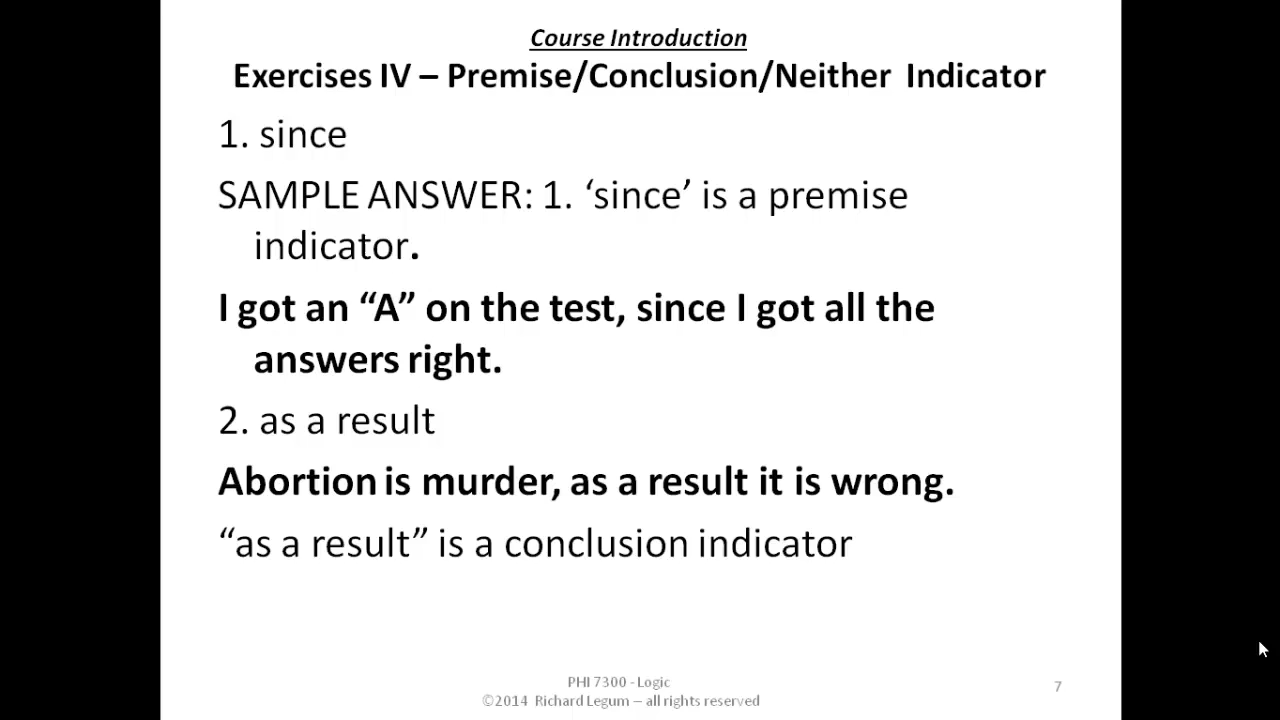 Course Introduction
Exercises IV – Premise/Conclusion/Neither Indicator
1. since
SAMPLE ANSWER: 1. ‘since’ is a premise
indicator.
I got an “A” on the test, since I got all the
answers right.
2. as a result
Abortion is murder, as a result it is wrong.
“as a result” is a conclusion indicator
PHI 7300 - Logic
©2014 Richard Legum – all rights reserved
7